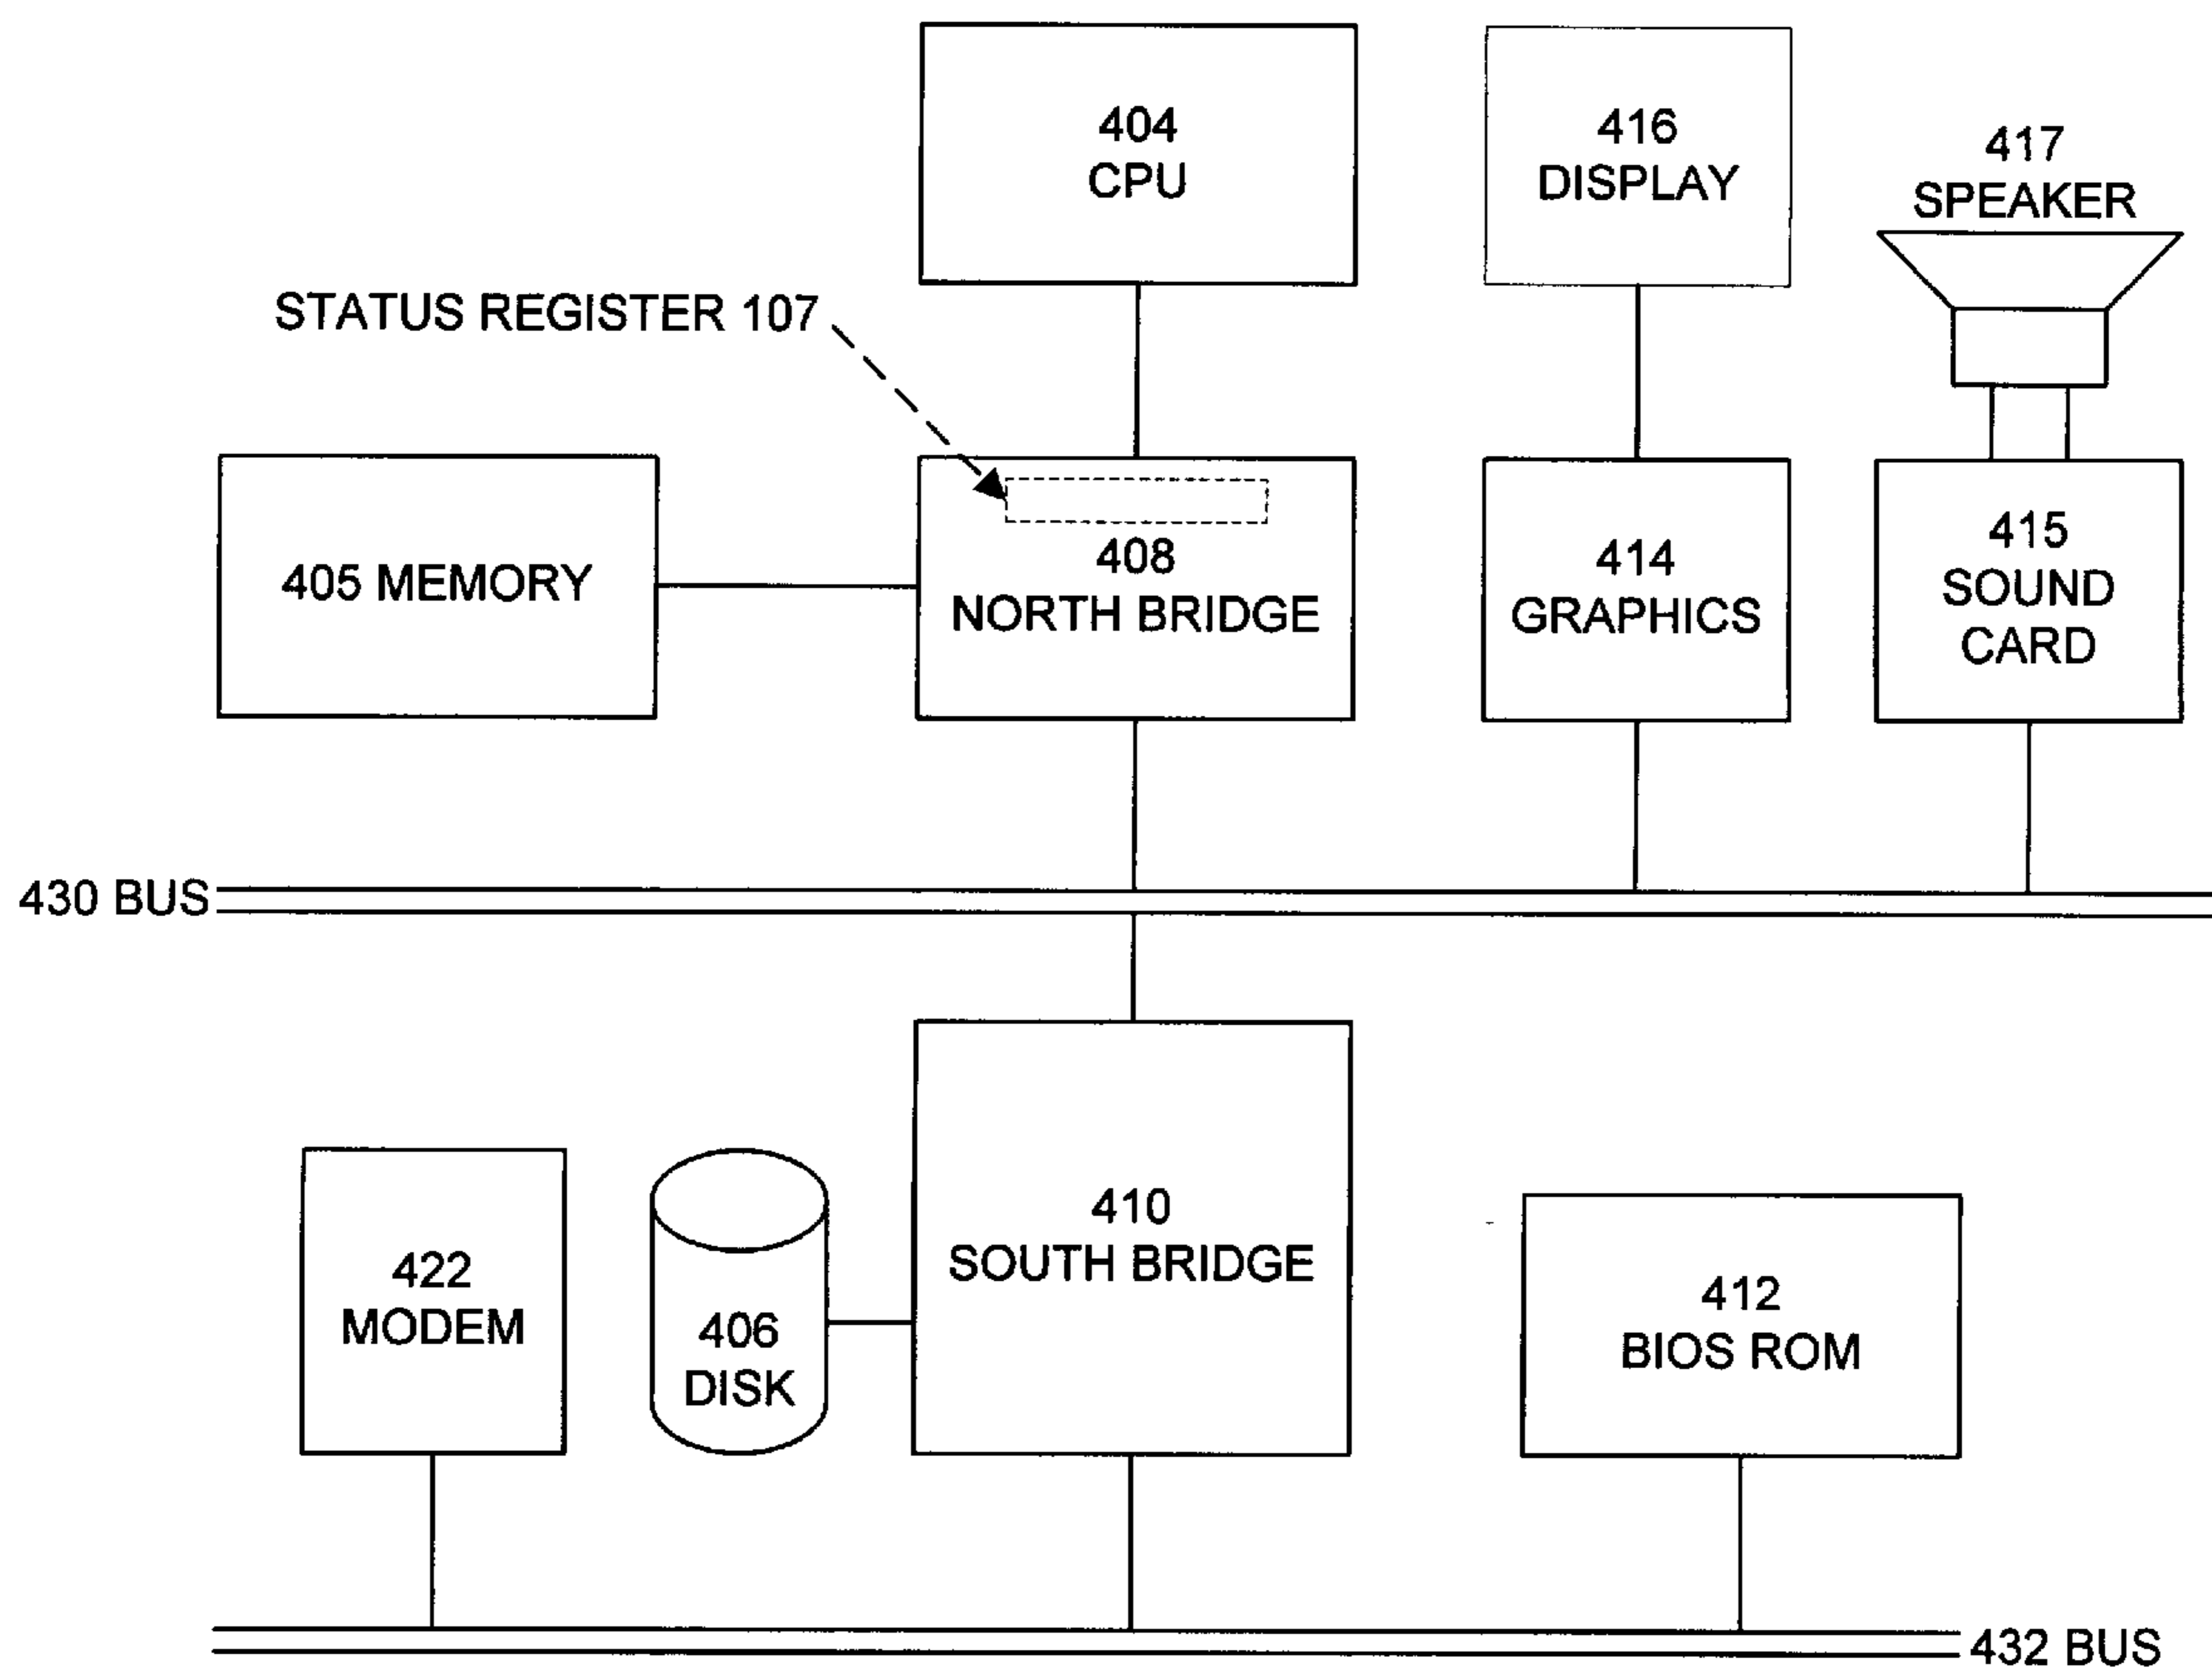 404
CPU
416
DISPLAY
417
SPEAKER
STATUS REGISTER 107
405 MEMORY
408
NORTH BRIDGE
414
GRAPHICS
415
SOUND
CARD
430 BUS
410
SOUTH BRIDGE
422
MODEM
406
DISK
412
BIOS ROM
432 BUS